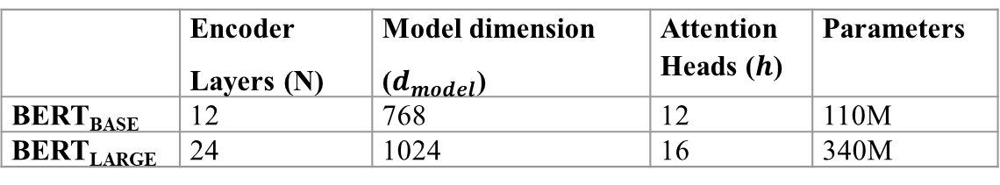 Encoder Layers (N) Model dimension (d_model) Attention Heads (h) Parameters
BERT_BASE 12 768 12 110M
BERT_LARGE 24 1024 16 340M